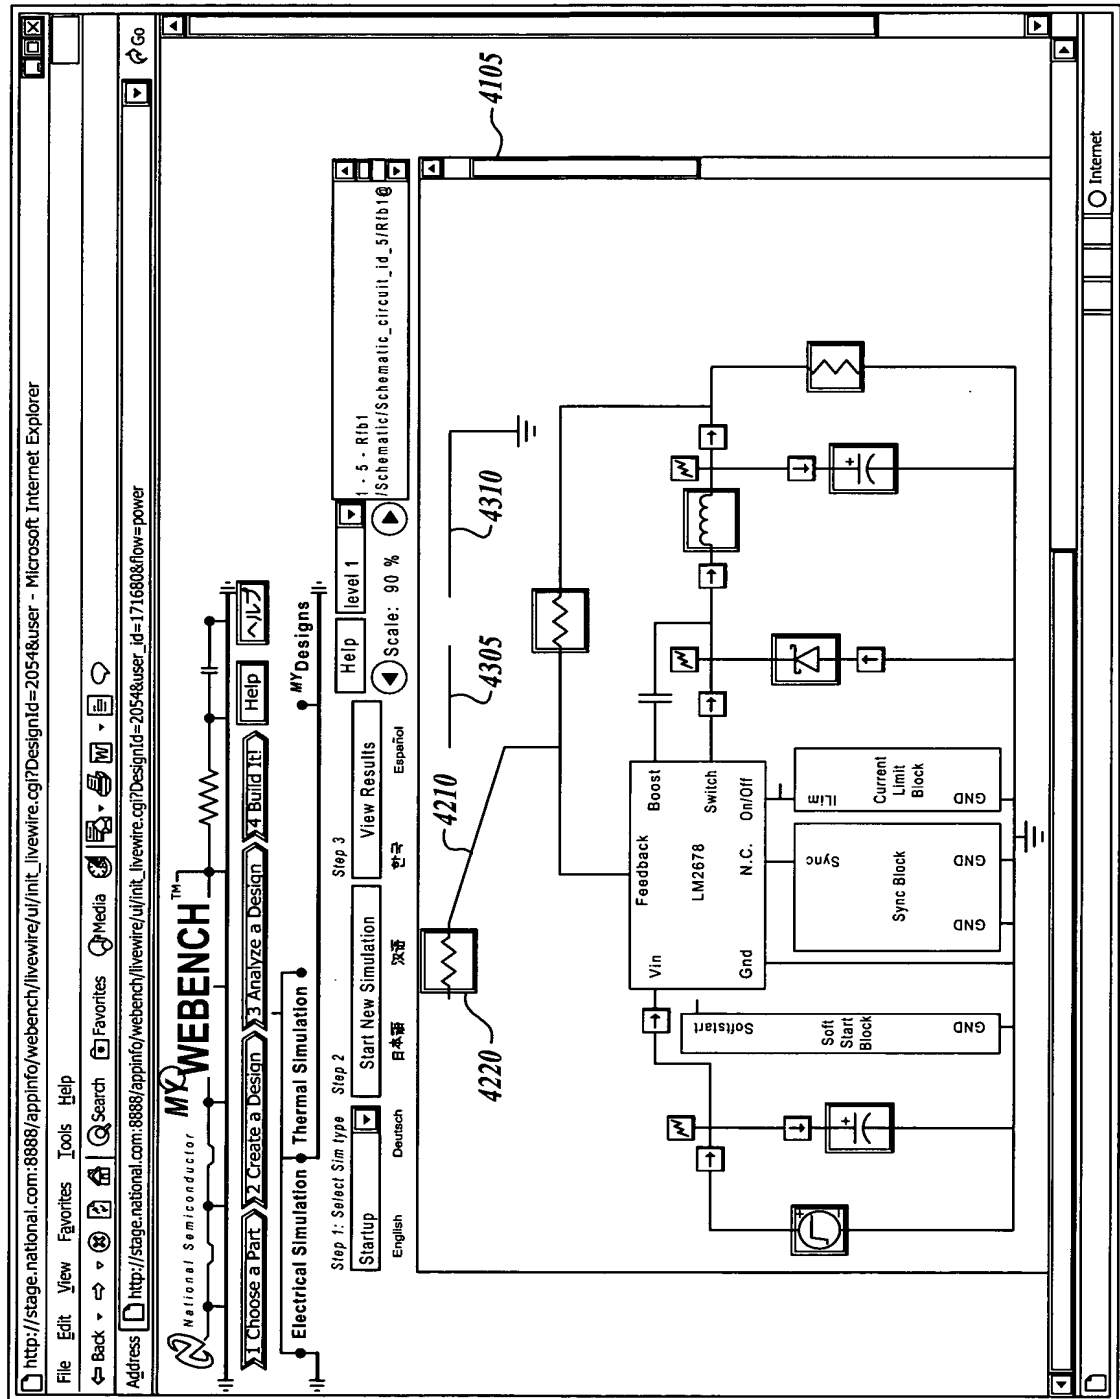 http://stage.national.com:8888/appinfo/webench/livewire/ui/init_livewire.cgi?DesignId=2054&user - Microsoft Internet Explorer
File Edit View Favorites Tools Help
Back Search Favorites Media
Address http://stage.national.com:8888/appinfo/webench/livewire/ui/init_livewire.cgi?DesignId=2054&user_id=171680&flow=power Go
National Semiconductor MY WEBENCH™
1 Choose a Part 2 Create a Design 3 Analyze a Design 4 Build It! Help ヘルプ
Electrical Simulation Thermal Simulation MY Designs
Step 1: Select Sim type Step 2 Step 3
Startup Start New Simulation View Results Help level 1
English Deutsch 日本語 汉语 한국 Español Scale: 90 %
1 - 5 - Rfb1
/Schematic/Schematic_circuit_id_5/Rfb1@
4105
4210
4305
4310
4220
Vin Feedback Boost
LM2678
Gnd N.C. On/Off Switch
Softstart
Soft
Start
Block
GND
Sync
Sync Block
GND GND
ILim
Current
Limit
Block
GND
Internet